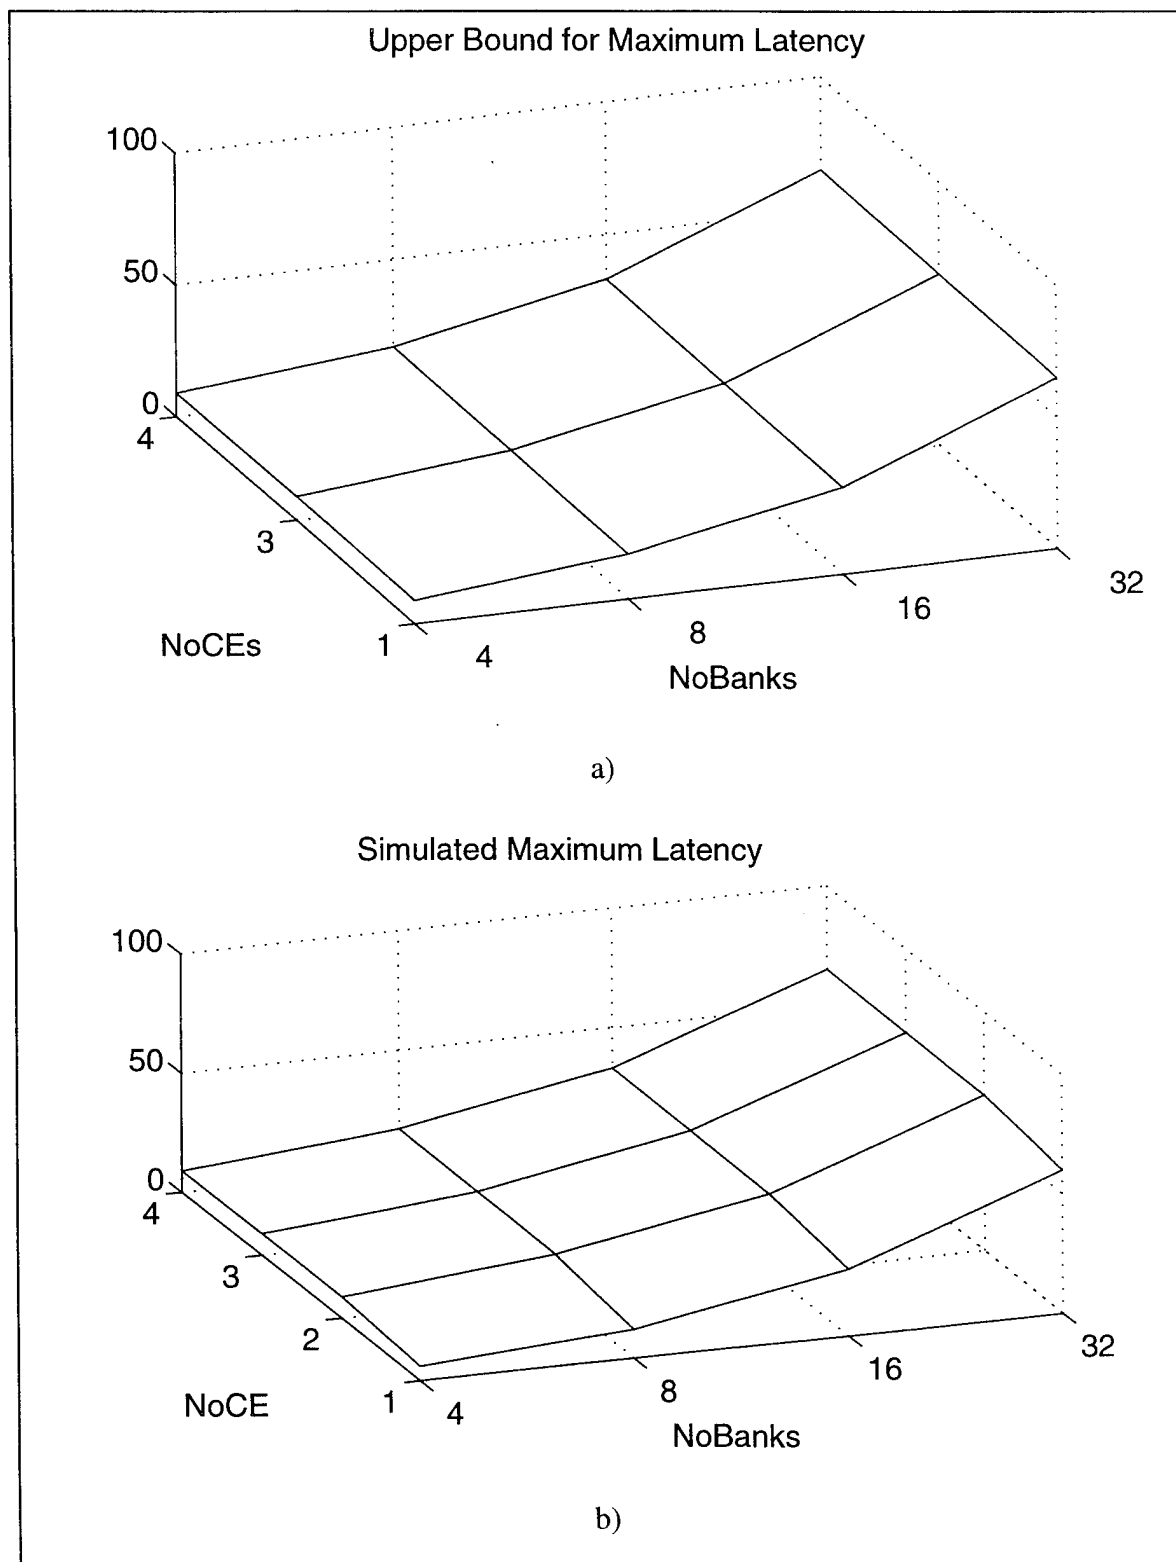 Upper Bound for Maximum Latency
100
50
0
4
3
1
NoCEs
4
8
16
32
NoBanks
a)
Simulated Maximum Latency
100
50
0
4
3
2
1
NoCE
4
8
16
32
NoBanks
b)